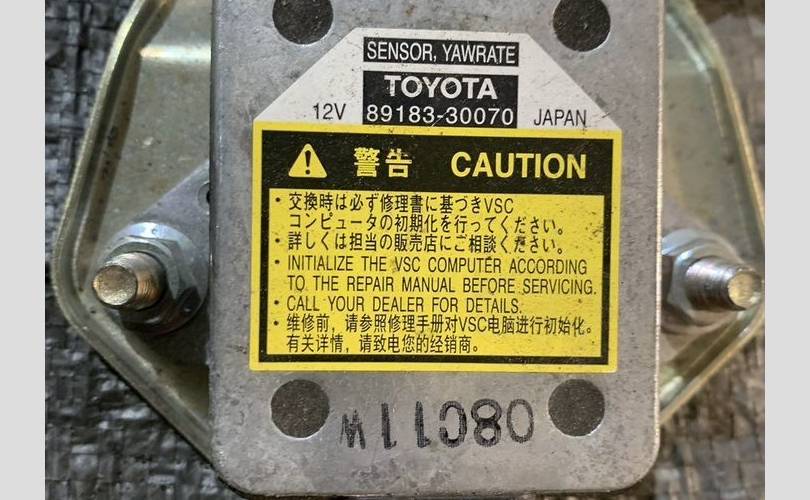 SENSOR, YAWRATE
TOYOTA
12V 89183-30070 JAPAN
警告 CAUTION
・交換時は必ず修理書に基づきVSC
コンピュータの初期化を行ってください。
・詳しくは担当の販売店にご相談ください。
・INITIALIZE THE VSC COMPUTER ACCORDING
TO THE REPAIR MANUAL BEFORE SERVICING.
・CALL YOUR DEALER FOR DETAILS.
・维修前，请参照修理手册对VSC电脑进行初始化。
有关详情，请致电您的经销商。